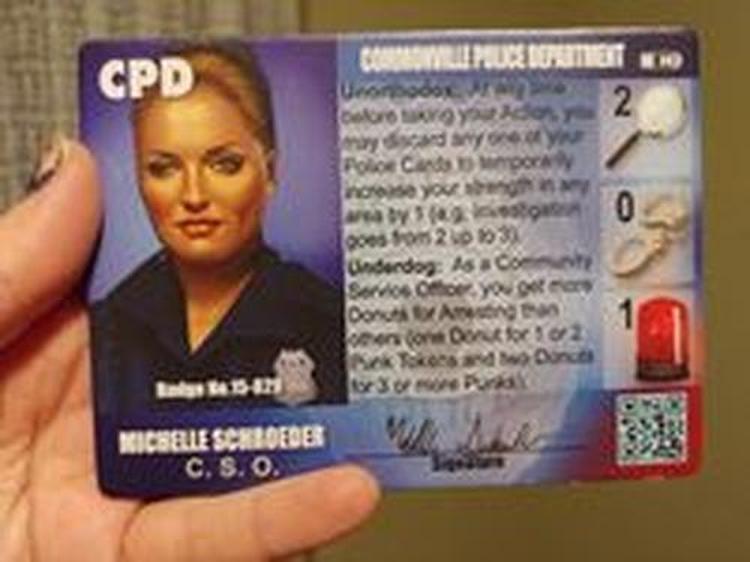 CPD
COMMONVILLE POLICE DEPARTMENT
Unorthodox: At any time
before taking your Action, you
may discard any one of your
Police Cards to temporarily
increase your strength in any
area by 1 (e.g. Investigation
goes from 2 up to 3).
Underdog: As a Community
Service Officer, you get more
Donuts for Arresting than
others (one Donut for 1 or 2
Punk Tokens and two Donuts
for 3 or more Punks).
2
0
1
Badge No.15-829
MICHELLE SCHROEDER
C. S. O.
Signature